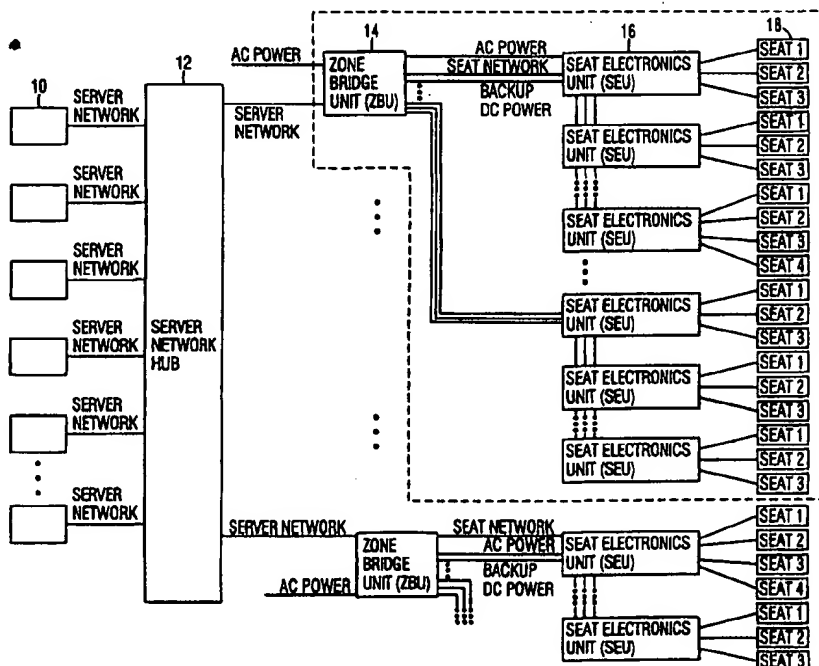 10
SERVER
NETWORK
SERVER
NETWORK
SERVER
NETWORK
SERVER
NETWORK
SERVER
NETWORK
SERVER
NETWORK
12
SERVER
NETWORK
HUB
AC POWER
SERVER
NETWORK
14
ZONE
BRIDGE
UNIT (ZBU)
AC POWER
SEAT NETWORK
BACKUP
DC POWER
16
SEAT ELECTRONICS
UNIT (SEU)
18
SEAT 1
SEAT 2
SEAT 3
SEAT ELECTRONICS
UNIT (SEU)
SEAT 1
SEAT 2
SEAT 3
SEAT ELECTRONICS
UNIT (SEU)
SEAT 1
SEAT 2
SEAT 3
SEAT 4
SEAT ELECTRONICS
UNIT (SEU)
SEAT 1
SEAT 2
SEAT 3
SEAT ELECTRONICS
UNIT (SEU)
SEAT 1
SEAT 2
SEAT 3
SEAT ELECTRONICS
UNIT (SEU)
SEAT 1
SEAT 2
SEAT 3
SERVER NETWORK
AC POWER
ZONE
BRIDGE
UNIT (ZBU)
SEAT NETWORK
AC POWER
BACKUP
DC POWER
SEAT ELECTRONICS
UNIT (SEU)
SEAT 1
SEAT 2
SEAT 3
SEAT 4
SEAT ELECTRONICS
UNIT (SEU)
SEAT 1
SEAT 2
SEAT 3